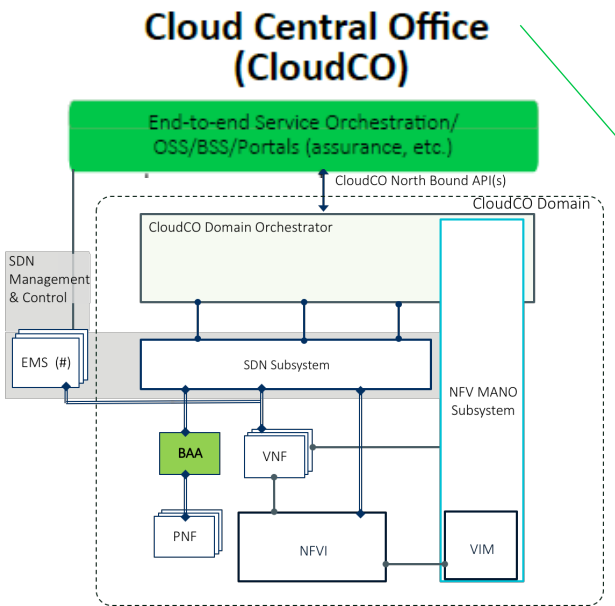 Cloud Central Office
(CloudCO)
End-to-end Service Orchestration/
OSS/BSS/Portals (assurance, etc.)
CloudCO North Bound API(s)
CloudCO Domain
CloudCO Domain Orchestrator
SDN
Management
& Control
EMS (#)
SDN Subsystem
NFV MANO
Subsystem
BAA
VNF
PNF
NFVI
VIM